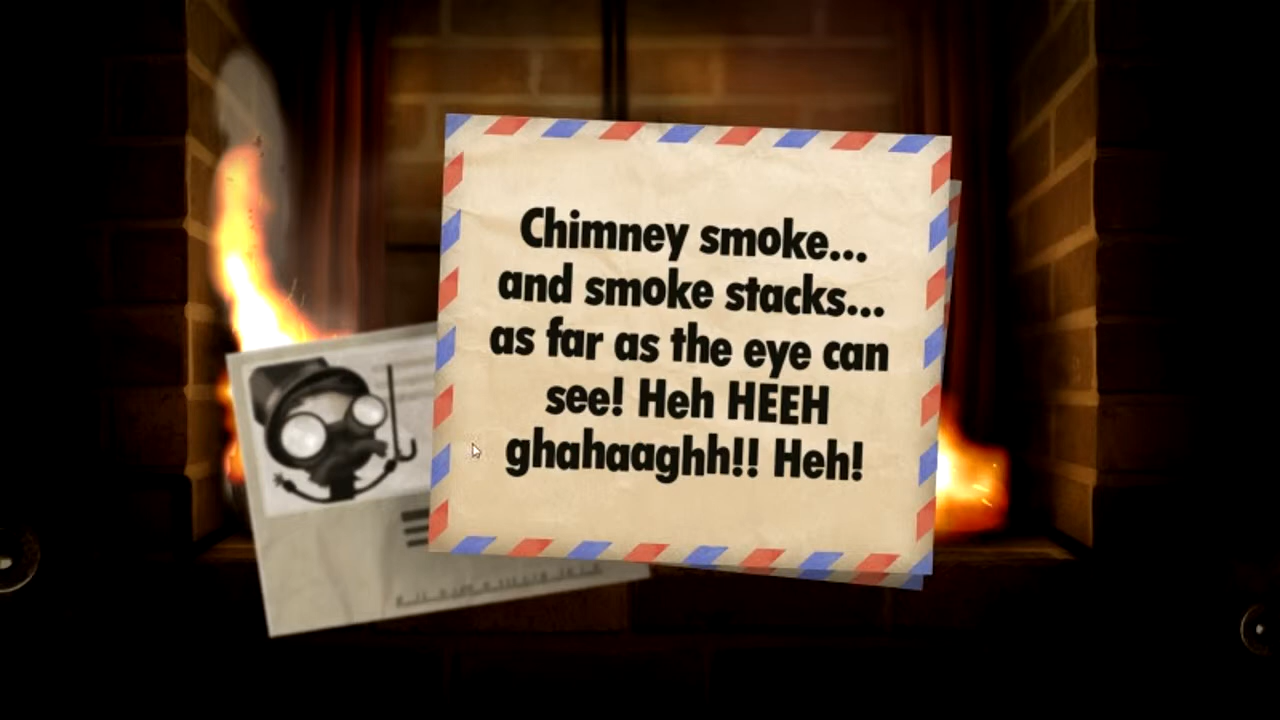 Chimney smoke...
and smoke stacks...
as far as the eye can
see! Heh HEEH
ghahaaghh!! Heh!